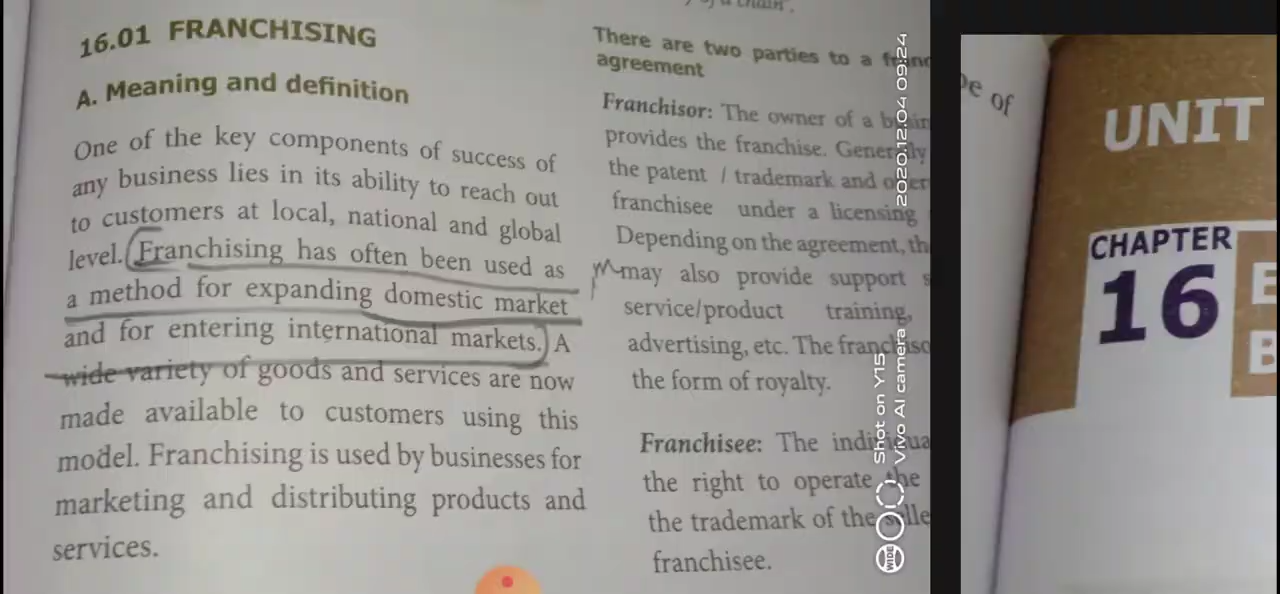 16.01 FRANCHISING
A. Meaning and definition
One of the key components of success of
any business lies in its ability to reach out
to customers at local, national and global
level. Franchising has often been used as
a method for expanding domestic market
and for entering international markets. A
wide variety of goods and services are now
made available to customers using this
model. Franchising is used by businesses for
marketing and distributing products and
services.
of a chain'.
There are two parties to a
agreement
Franchisor: The owner of a
provides the franchise. Generally
the patent / trademark and
franchisee under a licensing
Depending on the agreement,
may also provide support
service/product training,
advertising, etc. The
the form of royalty.
Franchisee: The
the right to operate the
the trademark of the
franchisee.
2020.12.04 09:24
Shot on Y15
Vivo AI camera
WIDE
of
UNIT
CHAPTER
16